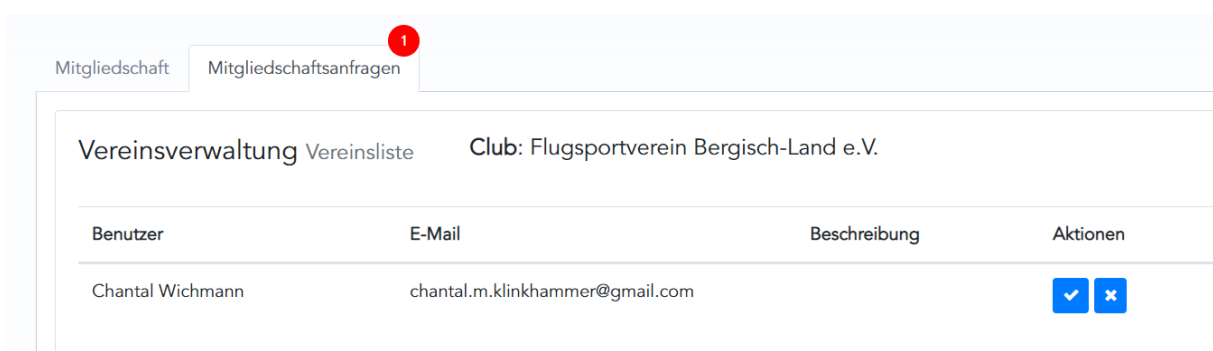 1
Mitgliedschaft Mitgliedschaftsanfragen
Vereinsverwaltung Vereinsliste Club: Flugsportverein Bergisch-Land e.V.
Benutzer E-Mail Beschreibung Aktionen
Chantal Wichmann chantal.m.klinkhammer@gmail.com